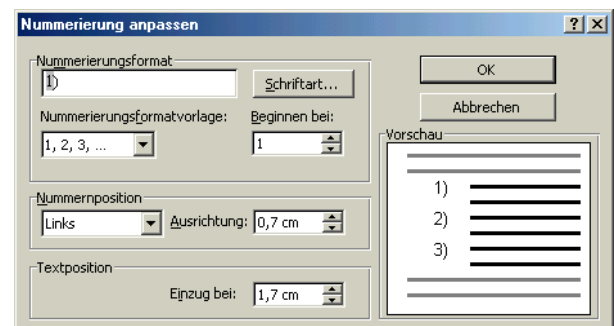 Nummerierung anpassen
Nummerierungsformat
1)
Schriftart...
Nummerierungsformatvorlage:
Beginnen bei:
1, 2, 3, ...
1
Nummernposition
Links
Ausrichtung:
0,7 cm
Textposition
Einzug bei:
1,7 cm
OK
Abbrechen
Vorschau
1)
2)
3)